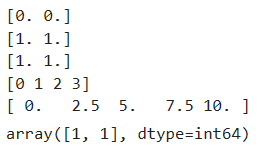 [0. 0.]
[1. 1.]
[1. 1.]
[0 1 2 3]
[ 0.   2.5  5.   7.5 10. ]
array([1, 1], dtype=int64)